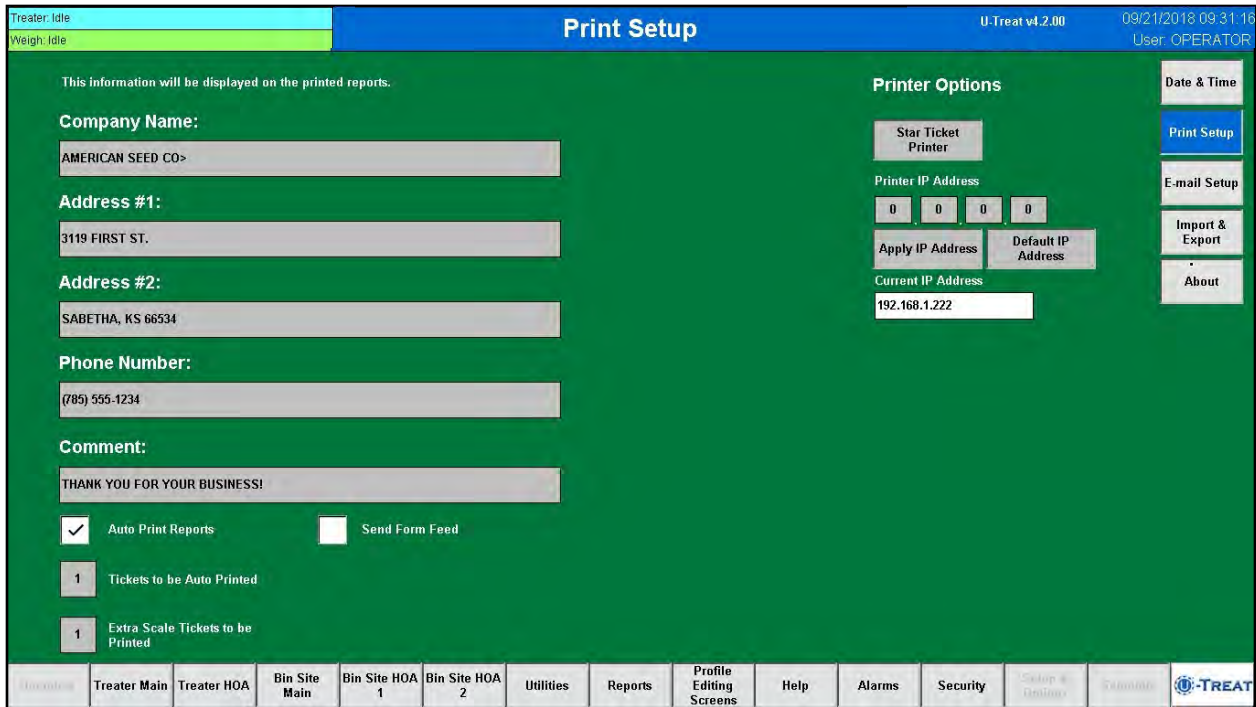 Treater: Idle
Weigh: Idle
Print Setup
U-Treat v4.2.00
09/21/2018 09:31:16
User: OPERATOR
This information will be displayed on the printed reports.
Company Name:
AMERICAN SEED CO>
Address #1:
3119 FIRST ST.
Address #2:
SABETHA, KS 66534
Phone Number:
(785) 555-1234
Comment:
THANK YOU FOR YOUR BUSINESS!
✓ Auto Print Reports
Send Form Feed
1 Tickets to be Auto Printed
1 Extra Scale Tickets to be
Printed
Printer Options
Star Ticket
Printer
Printer IP Address
0 . 0 . 0 . 0
Apply IP Address
Default IP
Address
Current IP Address
192.168.1.222
Date & Time
Print Setup
E-mail Setup
Import &
Export
About
Treater Main
Treater HOA
Bin Site
Main
Bin Site HOA
1
Bin Site HOA
2
Utilities
Reports
Profile
Editing
Screens
Help
Alarms
Security
Setup &
Options
U-TREAT